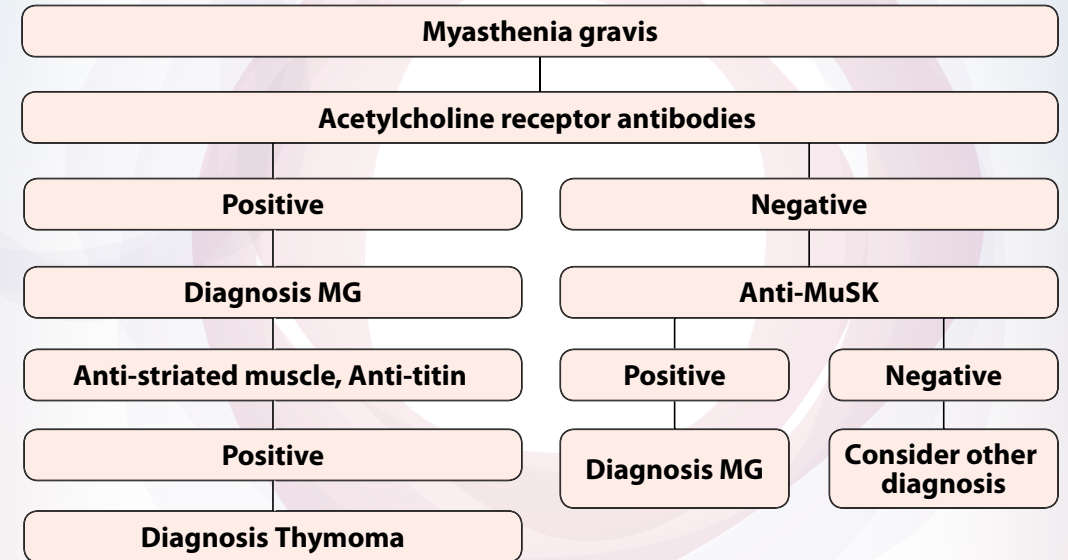 Myasthenia gravis
Acetylcholine receptor antibodies
Positive
Negative
Diagnosis MG
Anti-MuSK
Anti-striated muscle, Anti-titin
Positive
Negative
Positive
Diagnosis MG
Consider other
diagnosis
Diagnosis Thymoma